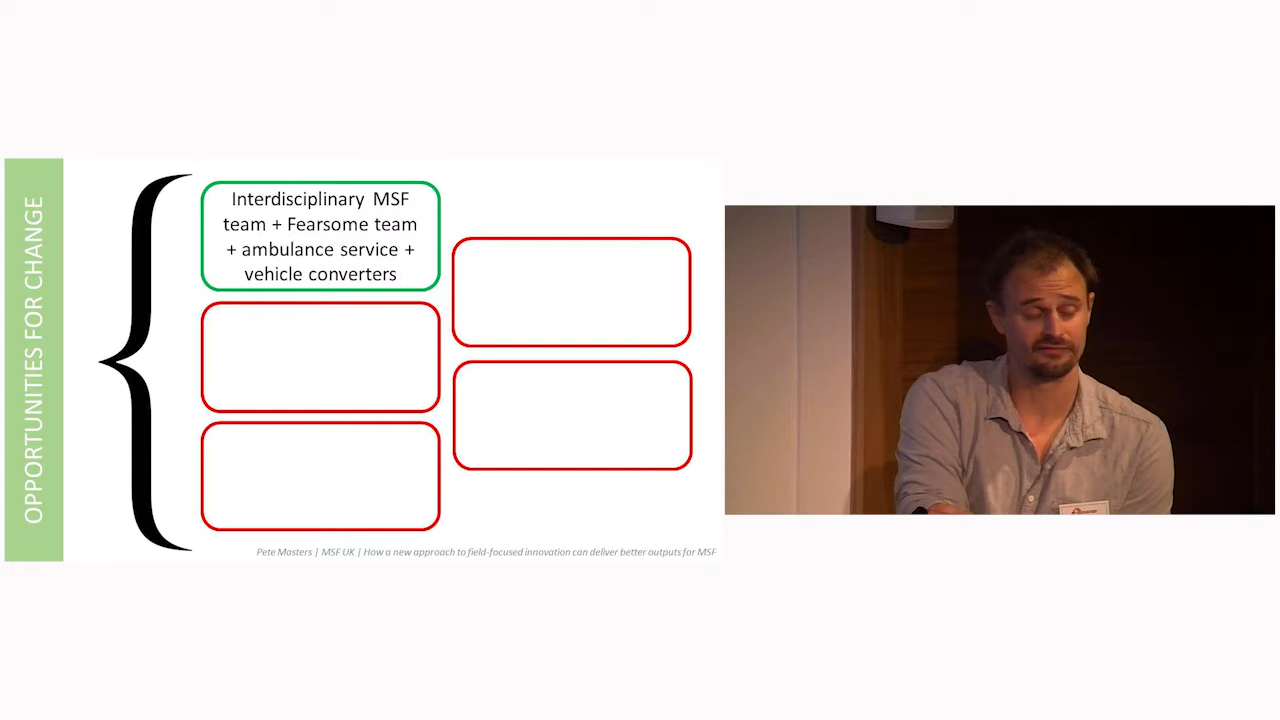 OPPORTUNITIES FOR CHANGE
Interdisciplinary MSF
team + Fearsome team
+ ambulance service +
vehicle converters
Pete Masters | MSF UK | How a new approach to field-focused innovation can deliver better outputs for MSF